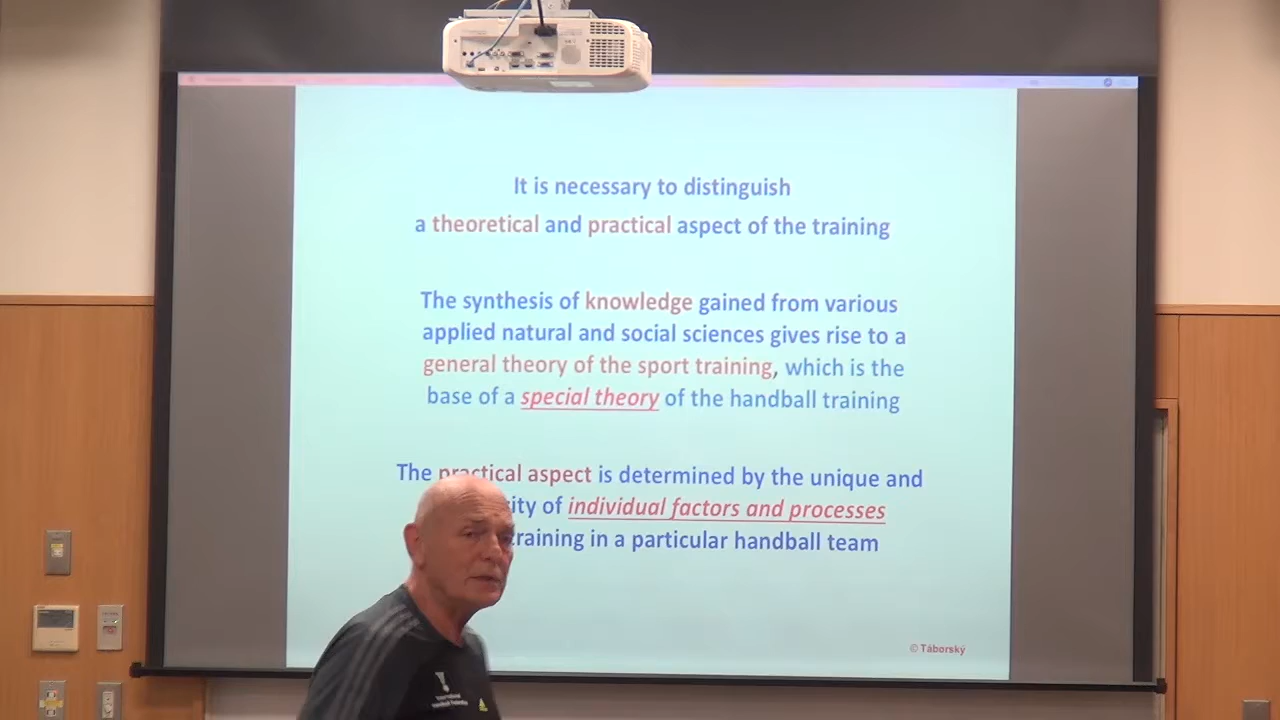 It is necessary to distinguish
a theoretical and practical aspect of the training
The synthesis of knowledge gained from various
applied natural and social sciences gives rise to a
general theory of the sport training, which is the
base of a special theory of the handball training
The practical aspect is determined by the unique and
of individual factors and processes
training in a particular handball team
© Táborský
International
Handball Federation